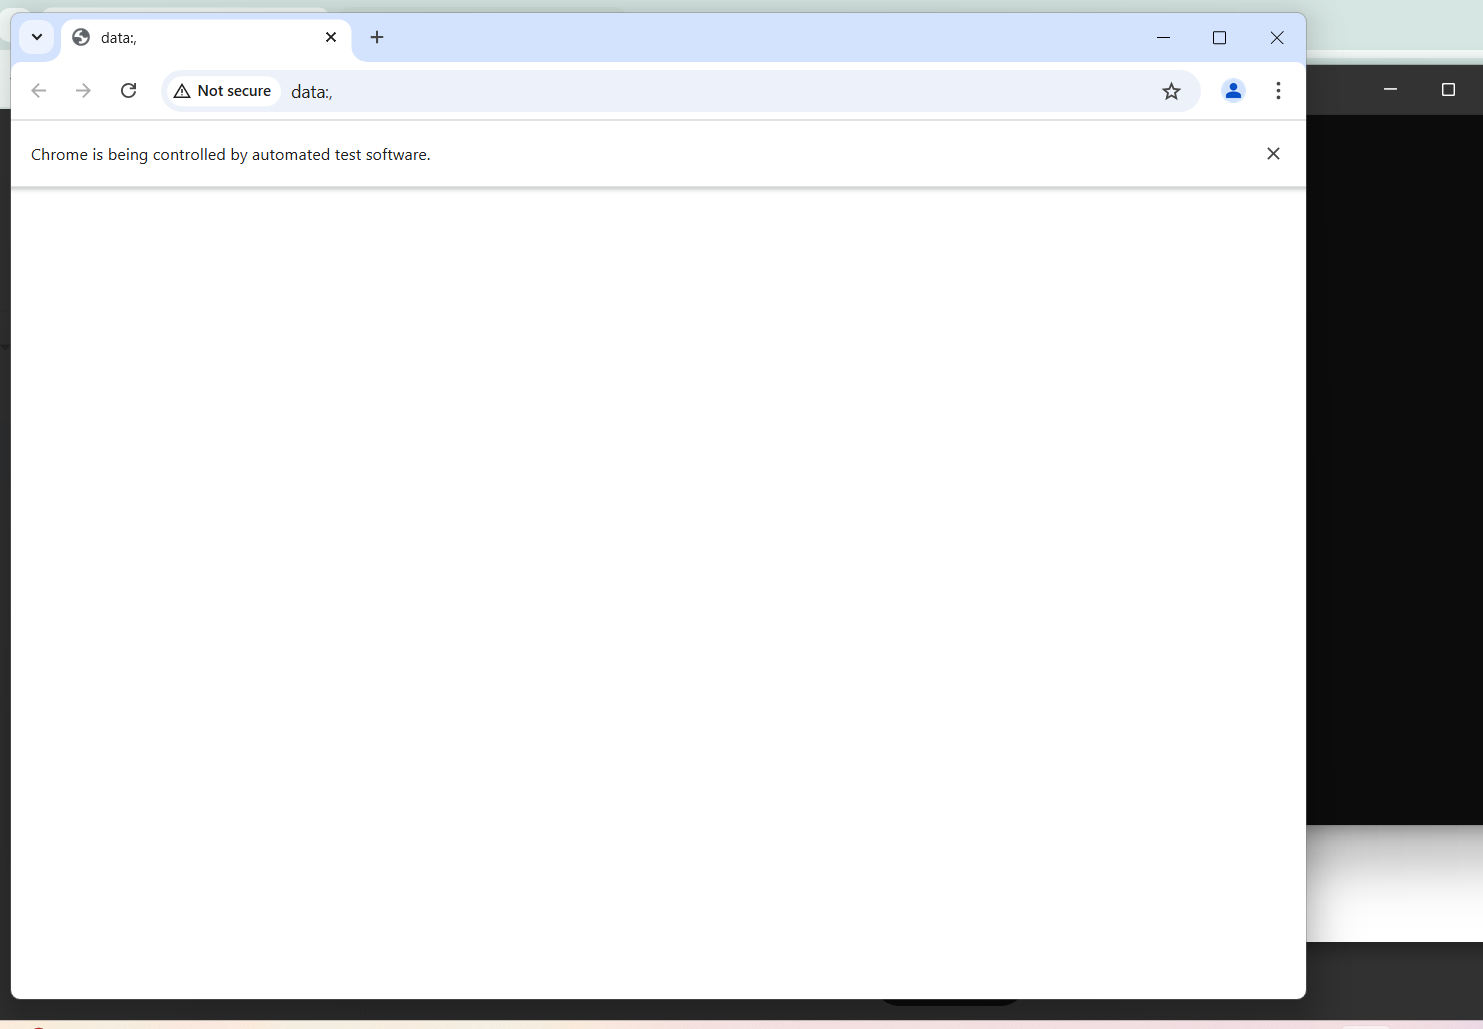 data:,
Not secure data:,
Chrome is being controlled by automated test software.